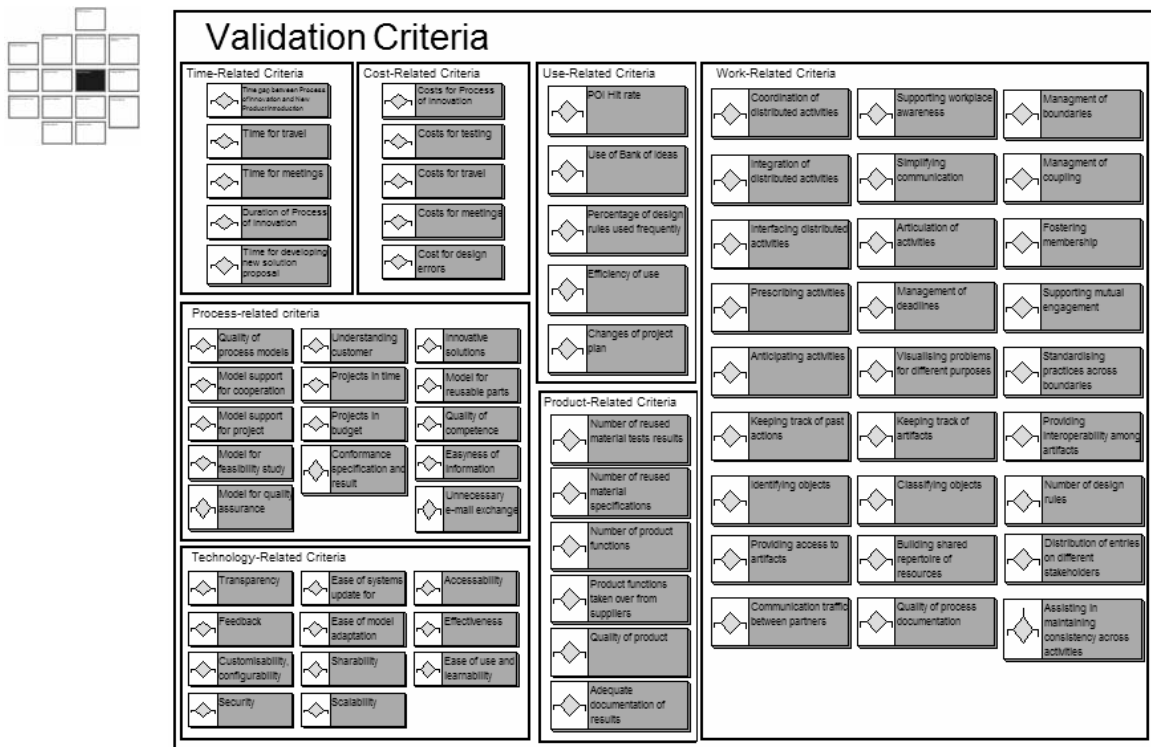 Validation Criteria
Time-Related Criteria
Time gap between Process
of Innovation and New
Product Introduction
Time for travel
Time for meetings
Duration of Process
of Innovation
Time for developing
new solution
proposal
Cost-Related Criteria
Costs for Process
of Innovation
Costs for testing
Costs for travel
Costs for meetings
Cost for design
errors
Use-Related Criteria
POI Hit rate
Use of Bank of ideas
Percentage of design
rules used frequently
Efficiency of use
Changes of project
plan
Work-Related Criteria
Coordination of
distributed activities
Supporting workplace
awareness
Managment of
boundaries
Integration of
distributed activities
Simplifying
communication
Managment of
coupling
Interfacing distributed
activities
Articulation of
activities
Fostering
membership
Prescribing activities
Management of
deadlines
Supporting mutual
engagement
Anticipating activities
Visualising problems
for different purposes
Standardising
practices across
boundaries
Keeping track of past
actions
Keeping track of
artifacts
Providing
interoperability among
artifacts
Identifying objects
Classifying objects
Number of design
rules
Providing access to
artifacts
Building shared
repertoire of
resources
Distribution of entries
on different
stakeholders
Communication traffic
between partners
Quality of process
documentation
Assisting in
maintaining
consistency across
activities
Process-related criteria
Quality of
process models
Understanding
customer
Innovative
solutions
Model support
for cooperation
Projects in time
Model for
reusable parts
Model support
for project
Projects in
budget
Quality of
competence
Model for
feasibility study
Conformance
specification and
result
Easyness of
information
Model for quality
assurance
Unnecessary
e-mail exchange
Product-Related Criteria
Number of reused
material tests results
Number of reused
material
specifications
Number of product
functions
Product functions
taken over from
suppliers
Quality of product
Adequate
documentation of
results
Technology-Related Criteria
Transparency
Ease of systems
update for
Accessability
Feedback
Ease of model
adaptation
Effectiveness
Customisability,
configurability
Sharability
Ease of use and
learnability
Security
Scalability